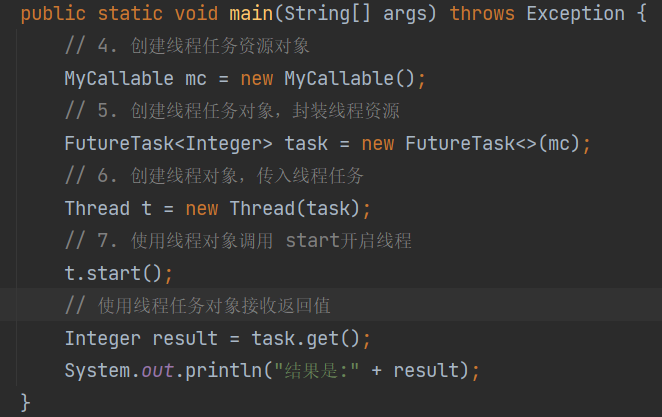 public static void main(String[] args) throws Exception {
// 4. 创建线程任务资源对象
MyCallable mc = new MyCallable();
// 5. 创建线程任务对象，封装线程资源
FutureTask<Integer> task = new FutureTask<>(mc);
// 6. 创建线程对象，传入线程任务
Thread t = new Thread(task);
// 7. 使用线程对象调用 start开启线程
t.start();
// 使用线程任务对象接收返回值
Integer result = task.get();
System.out.println("结果是:" + result);
}